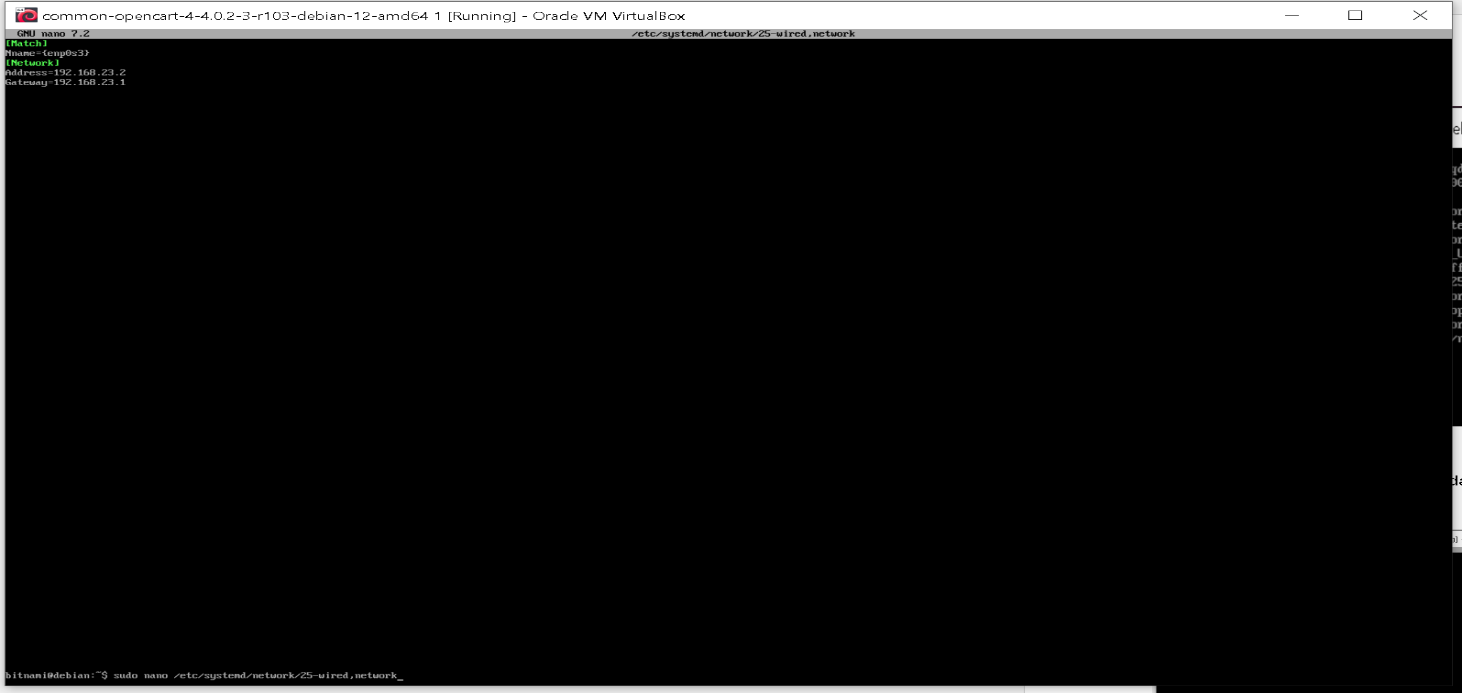 common-opencart-4-4.0.2-3-r103-debian-12-amd64 1 [Running] - Oracle VM VirtualBox
GNU nano 7.2 /etc/systemd/network/25-wired,network
[Match]
Nname={enp0s3}
[Network]
Address=192.168.23.2
Gateway=192.168.23.1
bitnami@debian:~$ sudo nano /etc/systemd/network/25-wired,network_